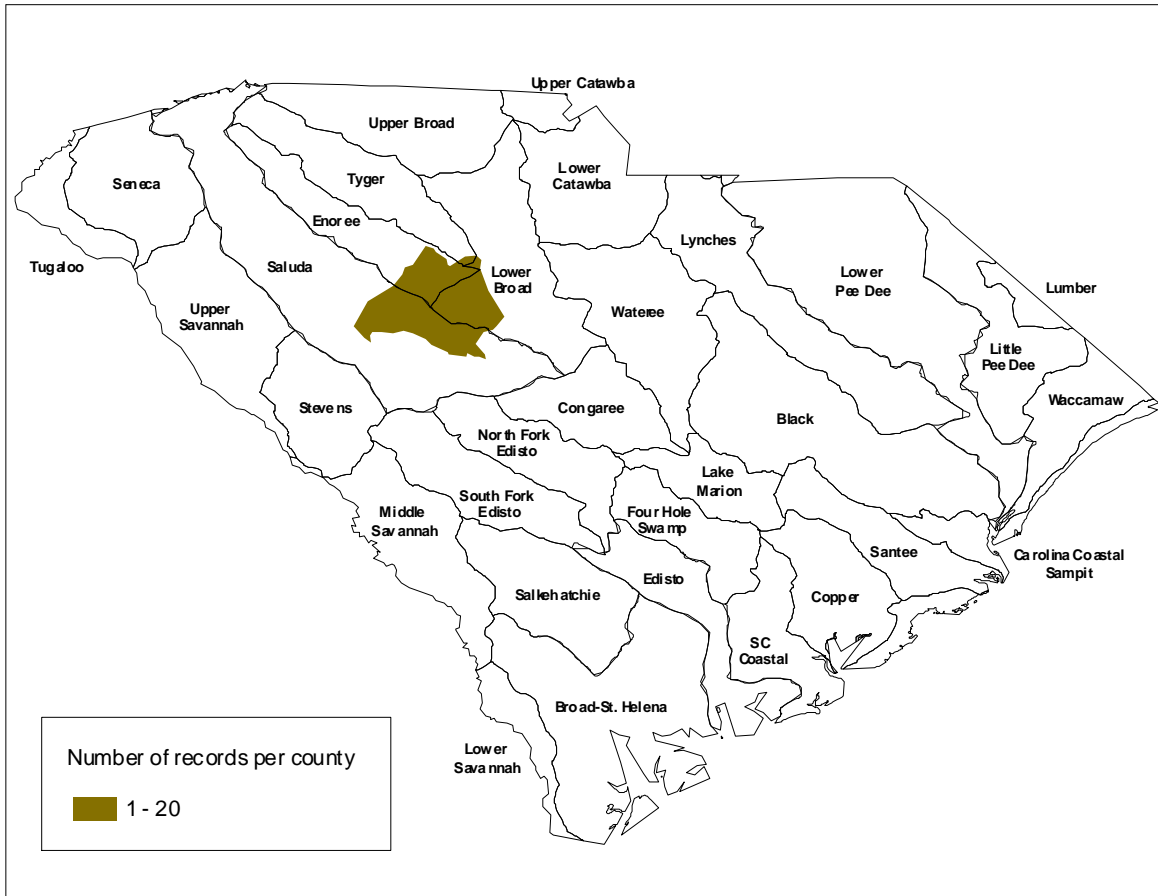 Upper Catawba
Upper Broad
Lower
Catawba
Tyger
Seneca
Enoree
Lynches
Tugaloo
Saluda
Lower
Broad
Lower
Pee Dee
Lumber
Upper
Savannah
Wateree
Little
Pee Dee
Waccamaw
Stevens
Congaree
Black
North Fork
Edisto
Lake
Marion
South Fork
Edisto
Middle
Savannah
Four Hole
Swamp
Santee
Carolina Coastal
Sampit
Edisto
Salkehatchie
Copper
SC
Coastal
Broad-St. Helena
Lower
Savannah
Number of records per county
1 - 20